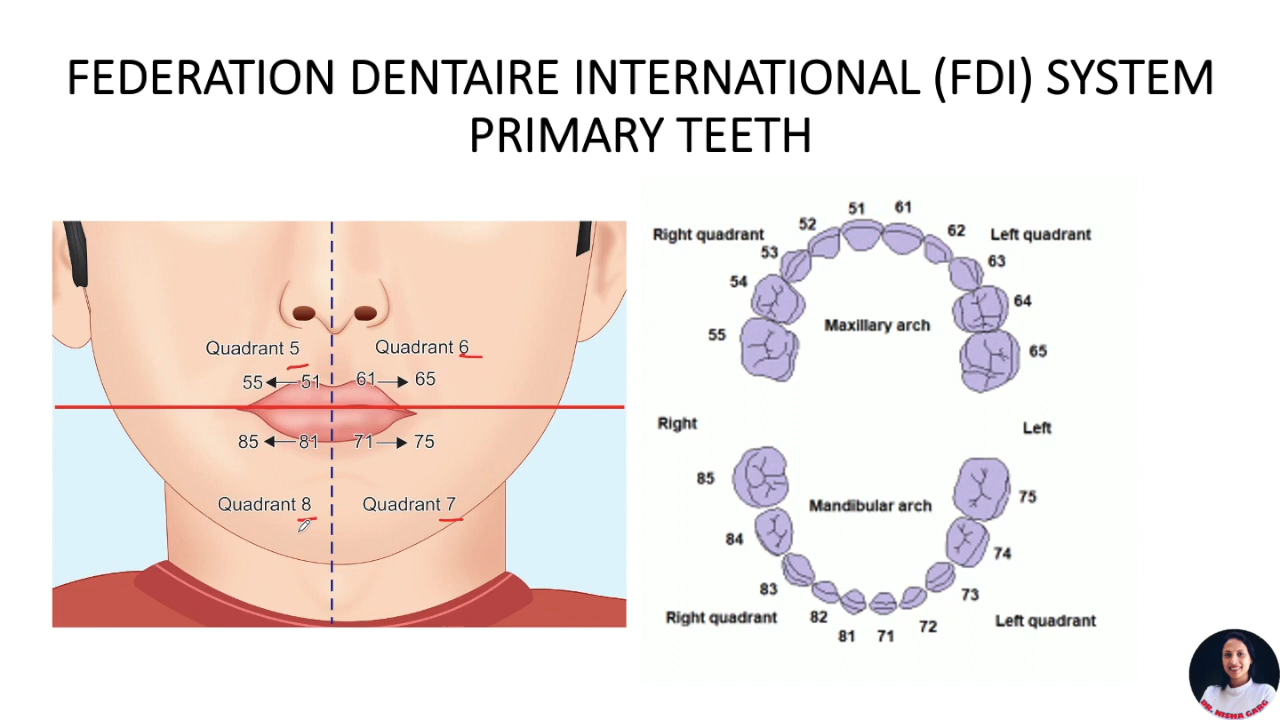 FEDERATION DENTAIRE INTERNATIONAL (FDI) SYSTEM
PRIMARY TEETH
Quadrant 5 Quadrant 6
55 51 61 65
85 81 71 75
Quadrant 8 Quadrant 7
51 61
52 62
Right quadrant Left quadrant
53 63
54 64
Maxillary arch
55 65
Right Left
85 75
Mandibular arch
84 74
83 73
Right quadrant 82 72 Left quadrant
81 71
DR. NISHA GARG